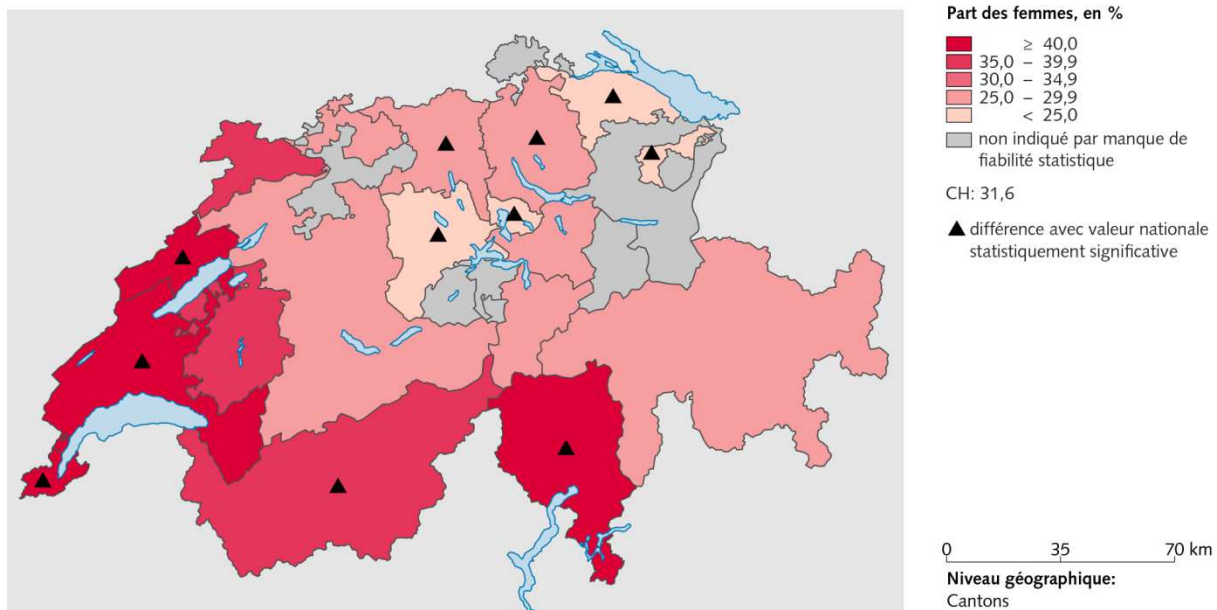 Part des femmes, en %
≥ 40,0
35,0 – 39,9
30,0 – 34,9
25,0 – 29,9
< 25,0
non indiqué par manque de
fiabilité statistique
CH: 31,6
différence avec valeur nationale
statistiquement significative
0 35 70 km
Niveau géographique:
Cantons